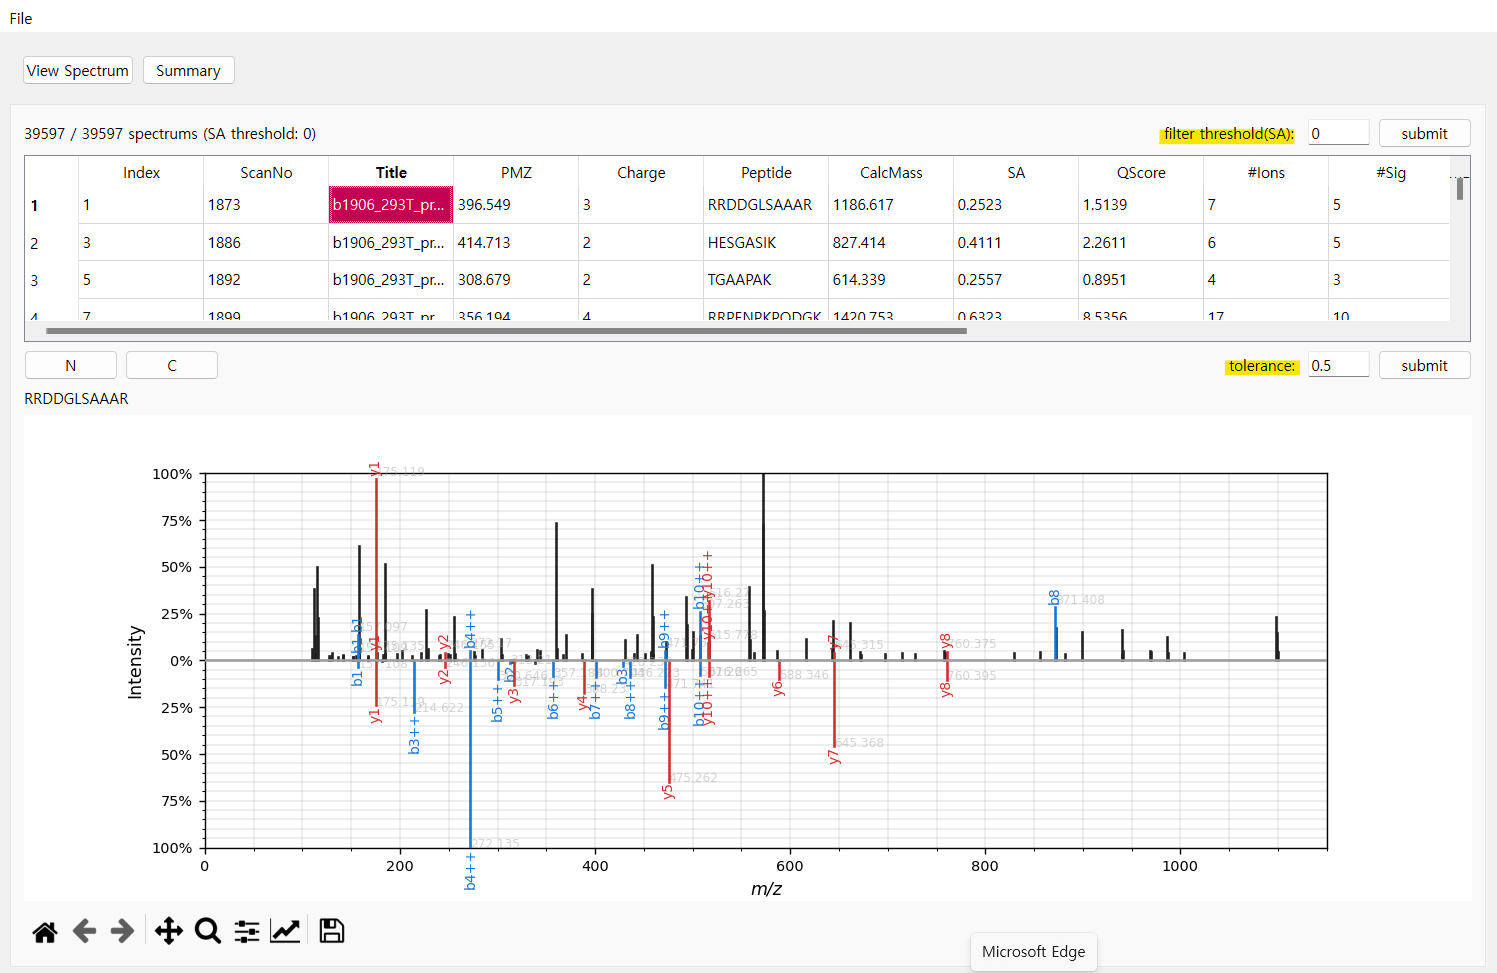 File
View Spectrum Summary
39597 / 39597 spectrums (SA threshold: 0) filter threshold(SA): 0 submit
Index ScanNo Title PMZ Charge Peptide CalcMass SA QScore #Ions #Sig
1 1 1873 b1906_293T_pr... 396.549 3 RRDDGLSAAAR 1186.617 0.2523 1.5139 7 5
2 3 1886 b1906_293T_pr... 414.713 2 HESGASIK 827.414 0.4111 2.2611 6 5
3 5 1892 b1906_293T_pr... 308.679 2 TGAAPAK 614.339 0.2557 0.8951 4 3
4 7 1899 b1906_293T_pr 356.194 4 RRPENPKPQDGK 1420.753 0.6323 8.5356 17 10
N C tolerance: 0.5 submit
RRDDGLSAAAR
y1 175.119
100%
75%
50%
25%
0%
25%
50%
75%
100%
Intensity
b1 b1 y1 y2 b4++ b9++ b10++ y10++ y10++ y7 y8 760.375 b8 871.408
b1 y1 175.119 b3++ 214.622 y2 b4++ 272.135 b5++ b2 y3 b6++ y4 b7++ b3 b8++ b9++ y5 475.262 b10++ y10++ y6 588.346 y7 645.368 y8 760.395
0 200 400 600 800 1000
m/z
Microsoft Edge